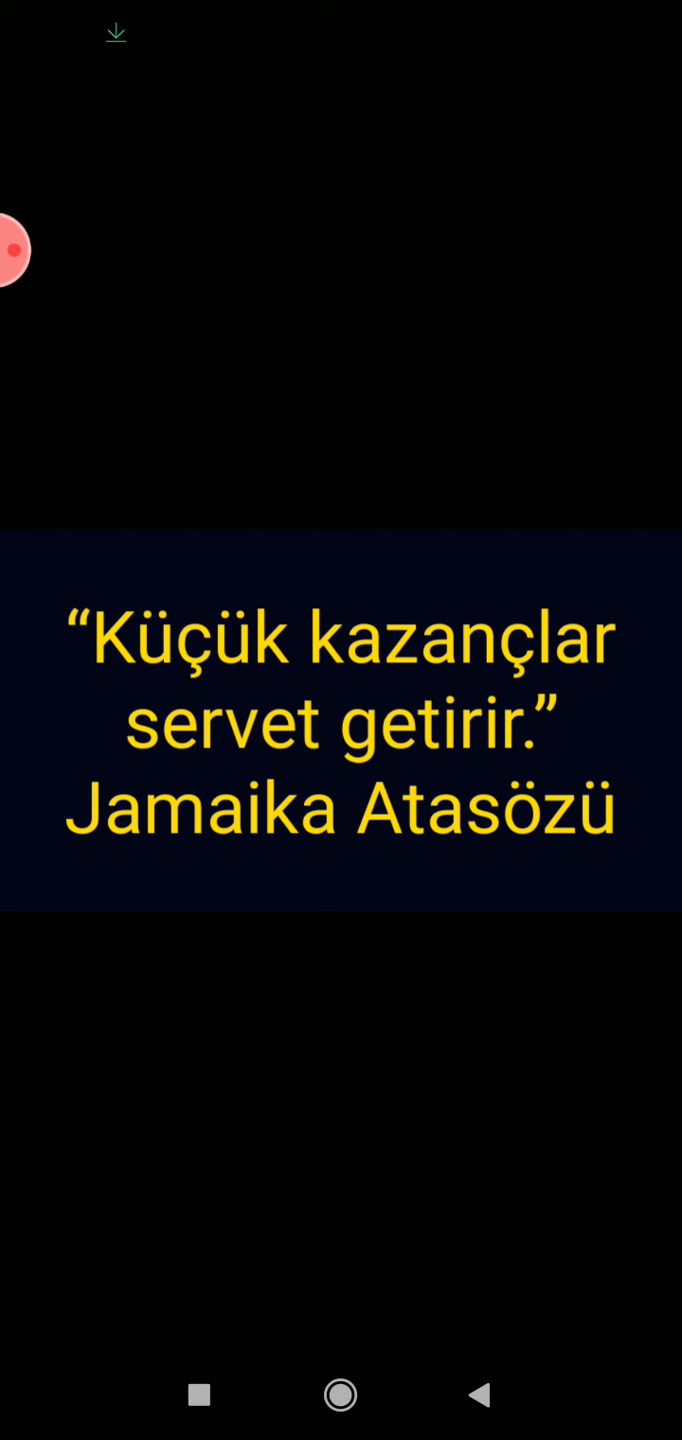 “Küçük kazançlar
servet getirir.”
Jamaika Atasözü